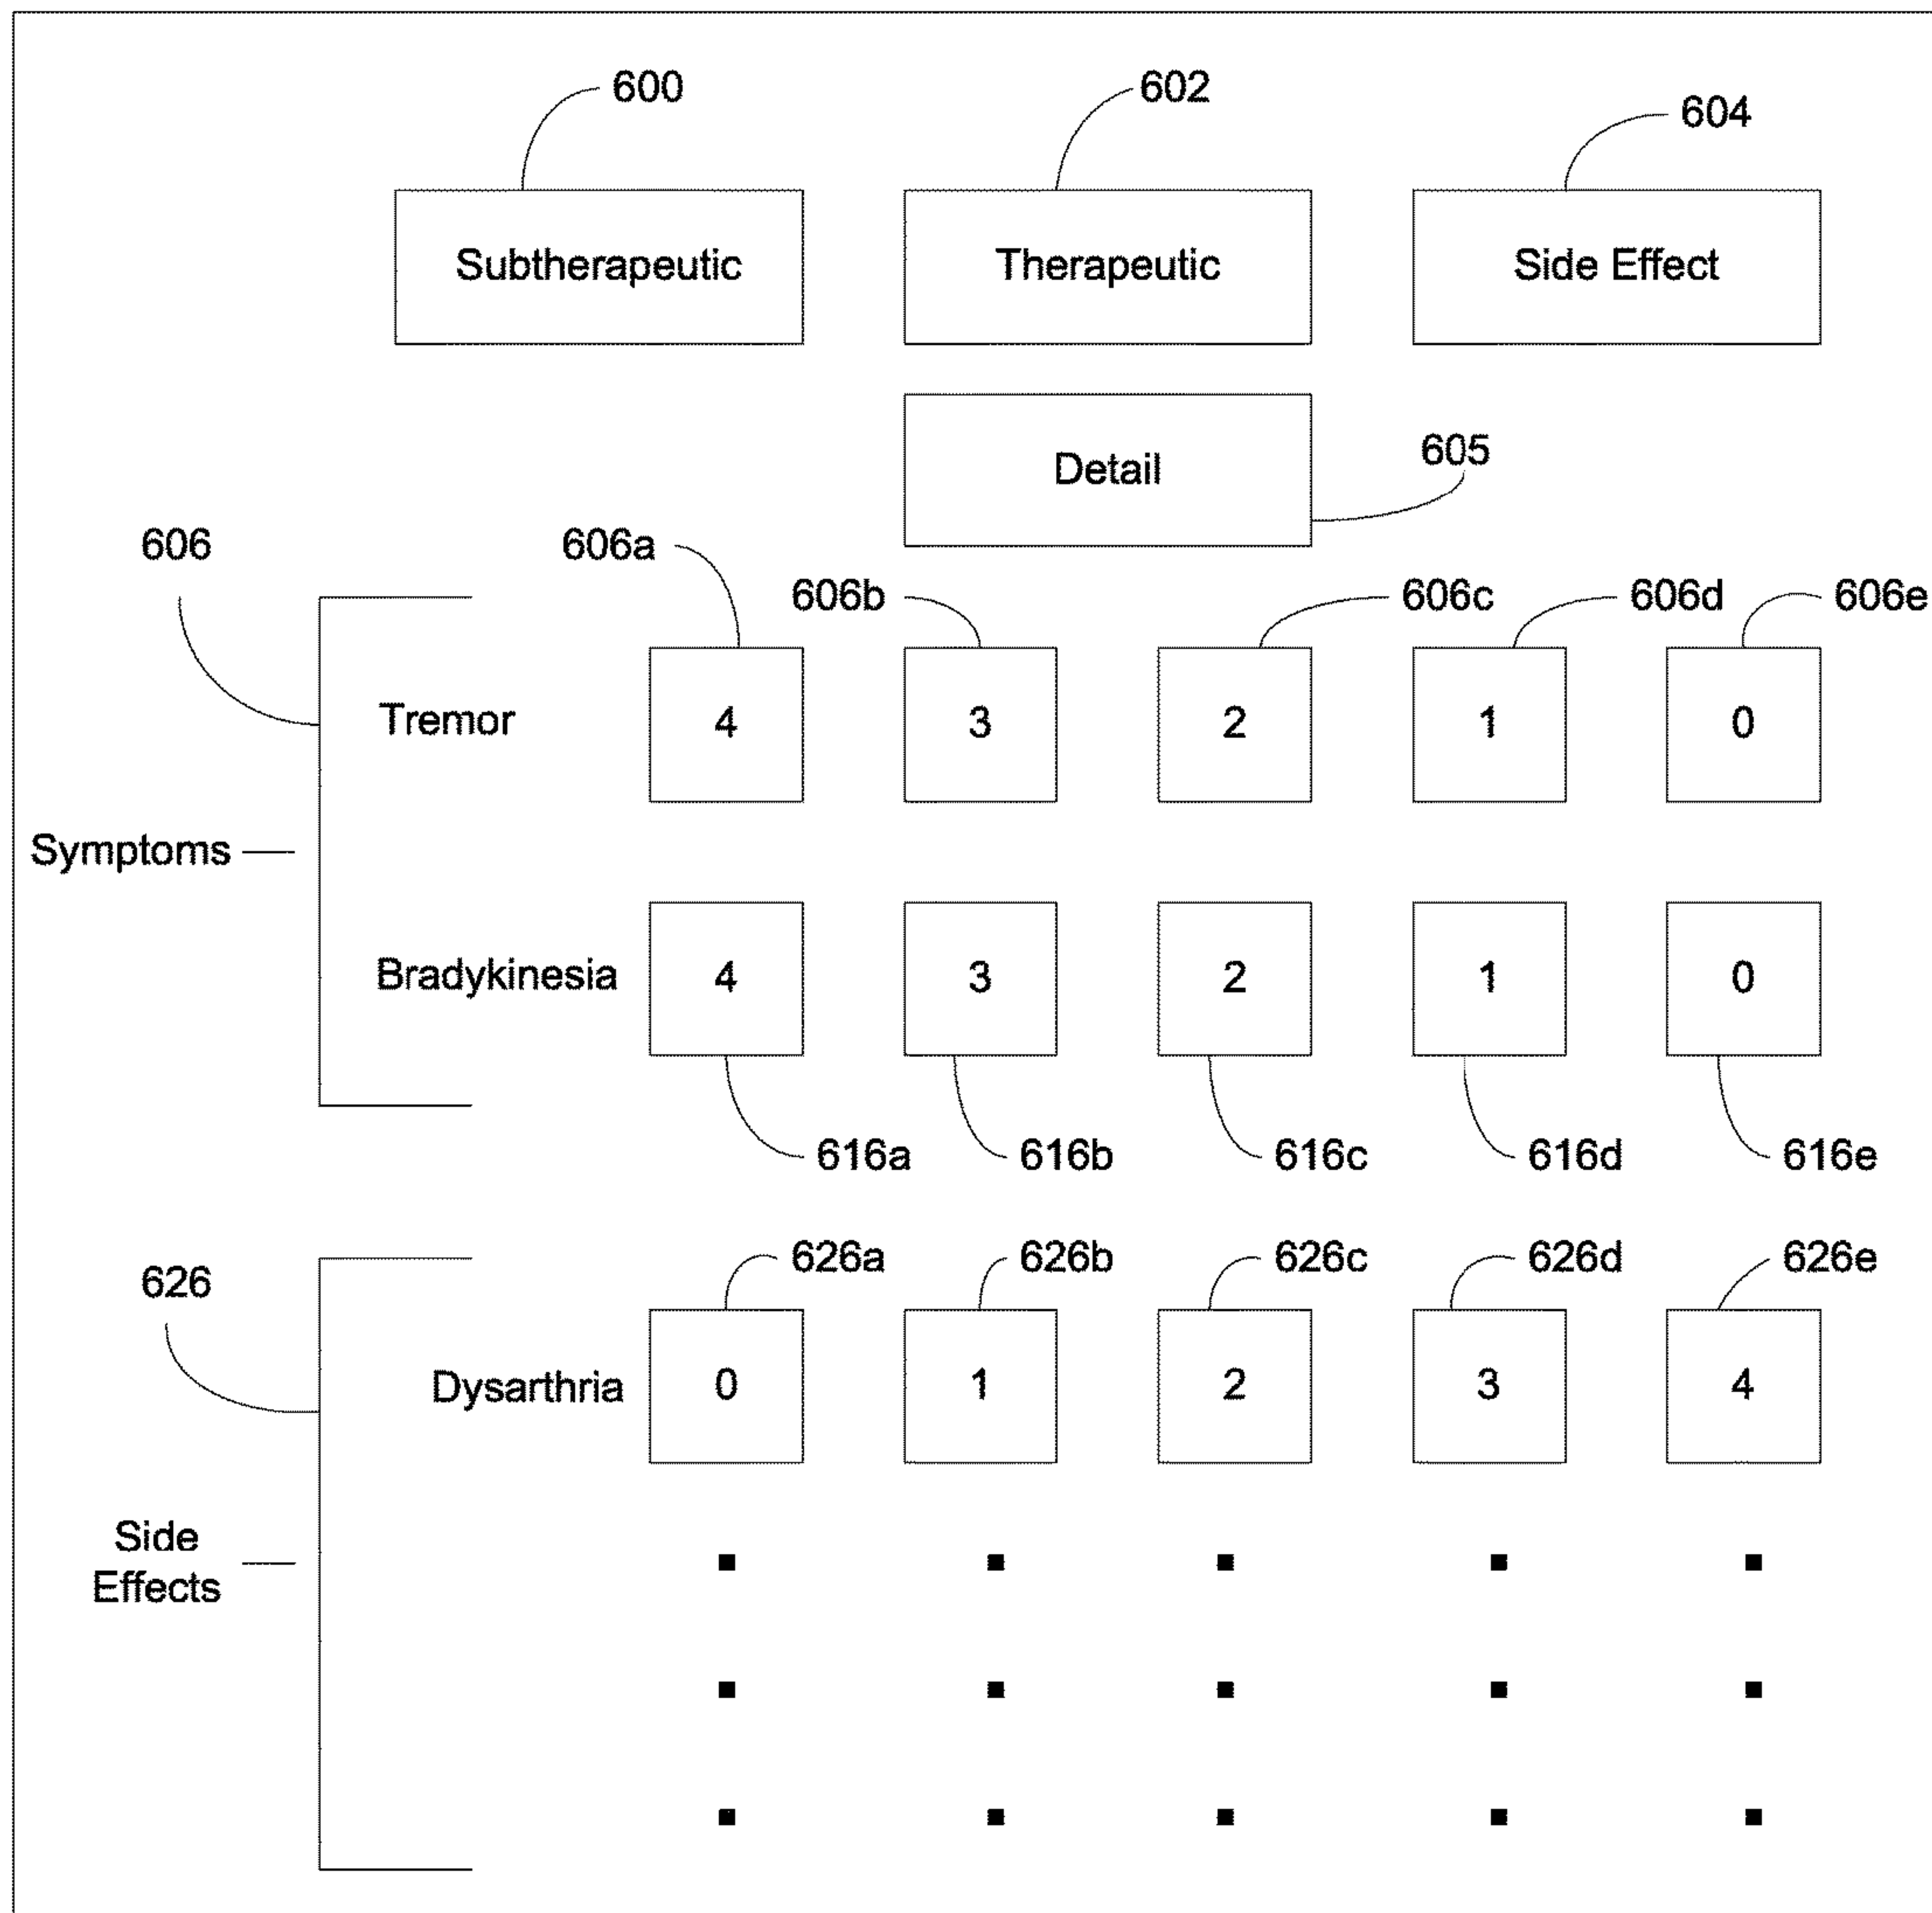 600 602 604
Subtherapeutic Therapeutic Side Effect
Detail 605
606 606a
606b 606c 606d 606e
Tremor 4 3 2 1 0
Symptoms
Bradykinesia 4 3 2 1 0
616a 616b 616c 616d 616e
626 626a 626b 626c 626d 626e
Dysarthria 0 1 2 3 4
Side
Effects